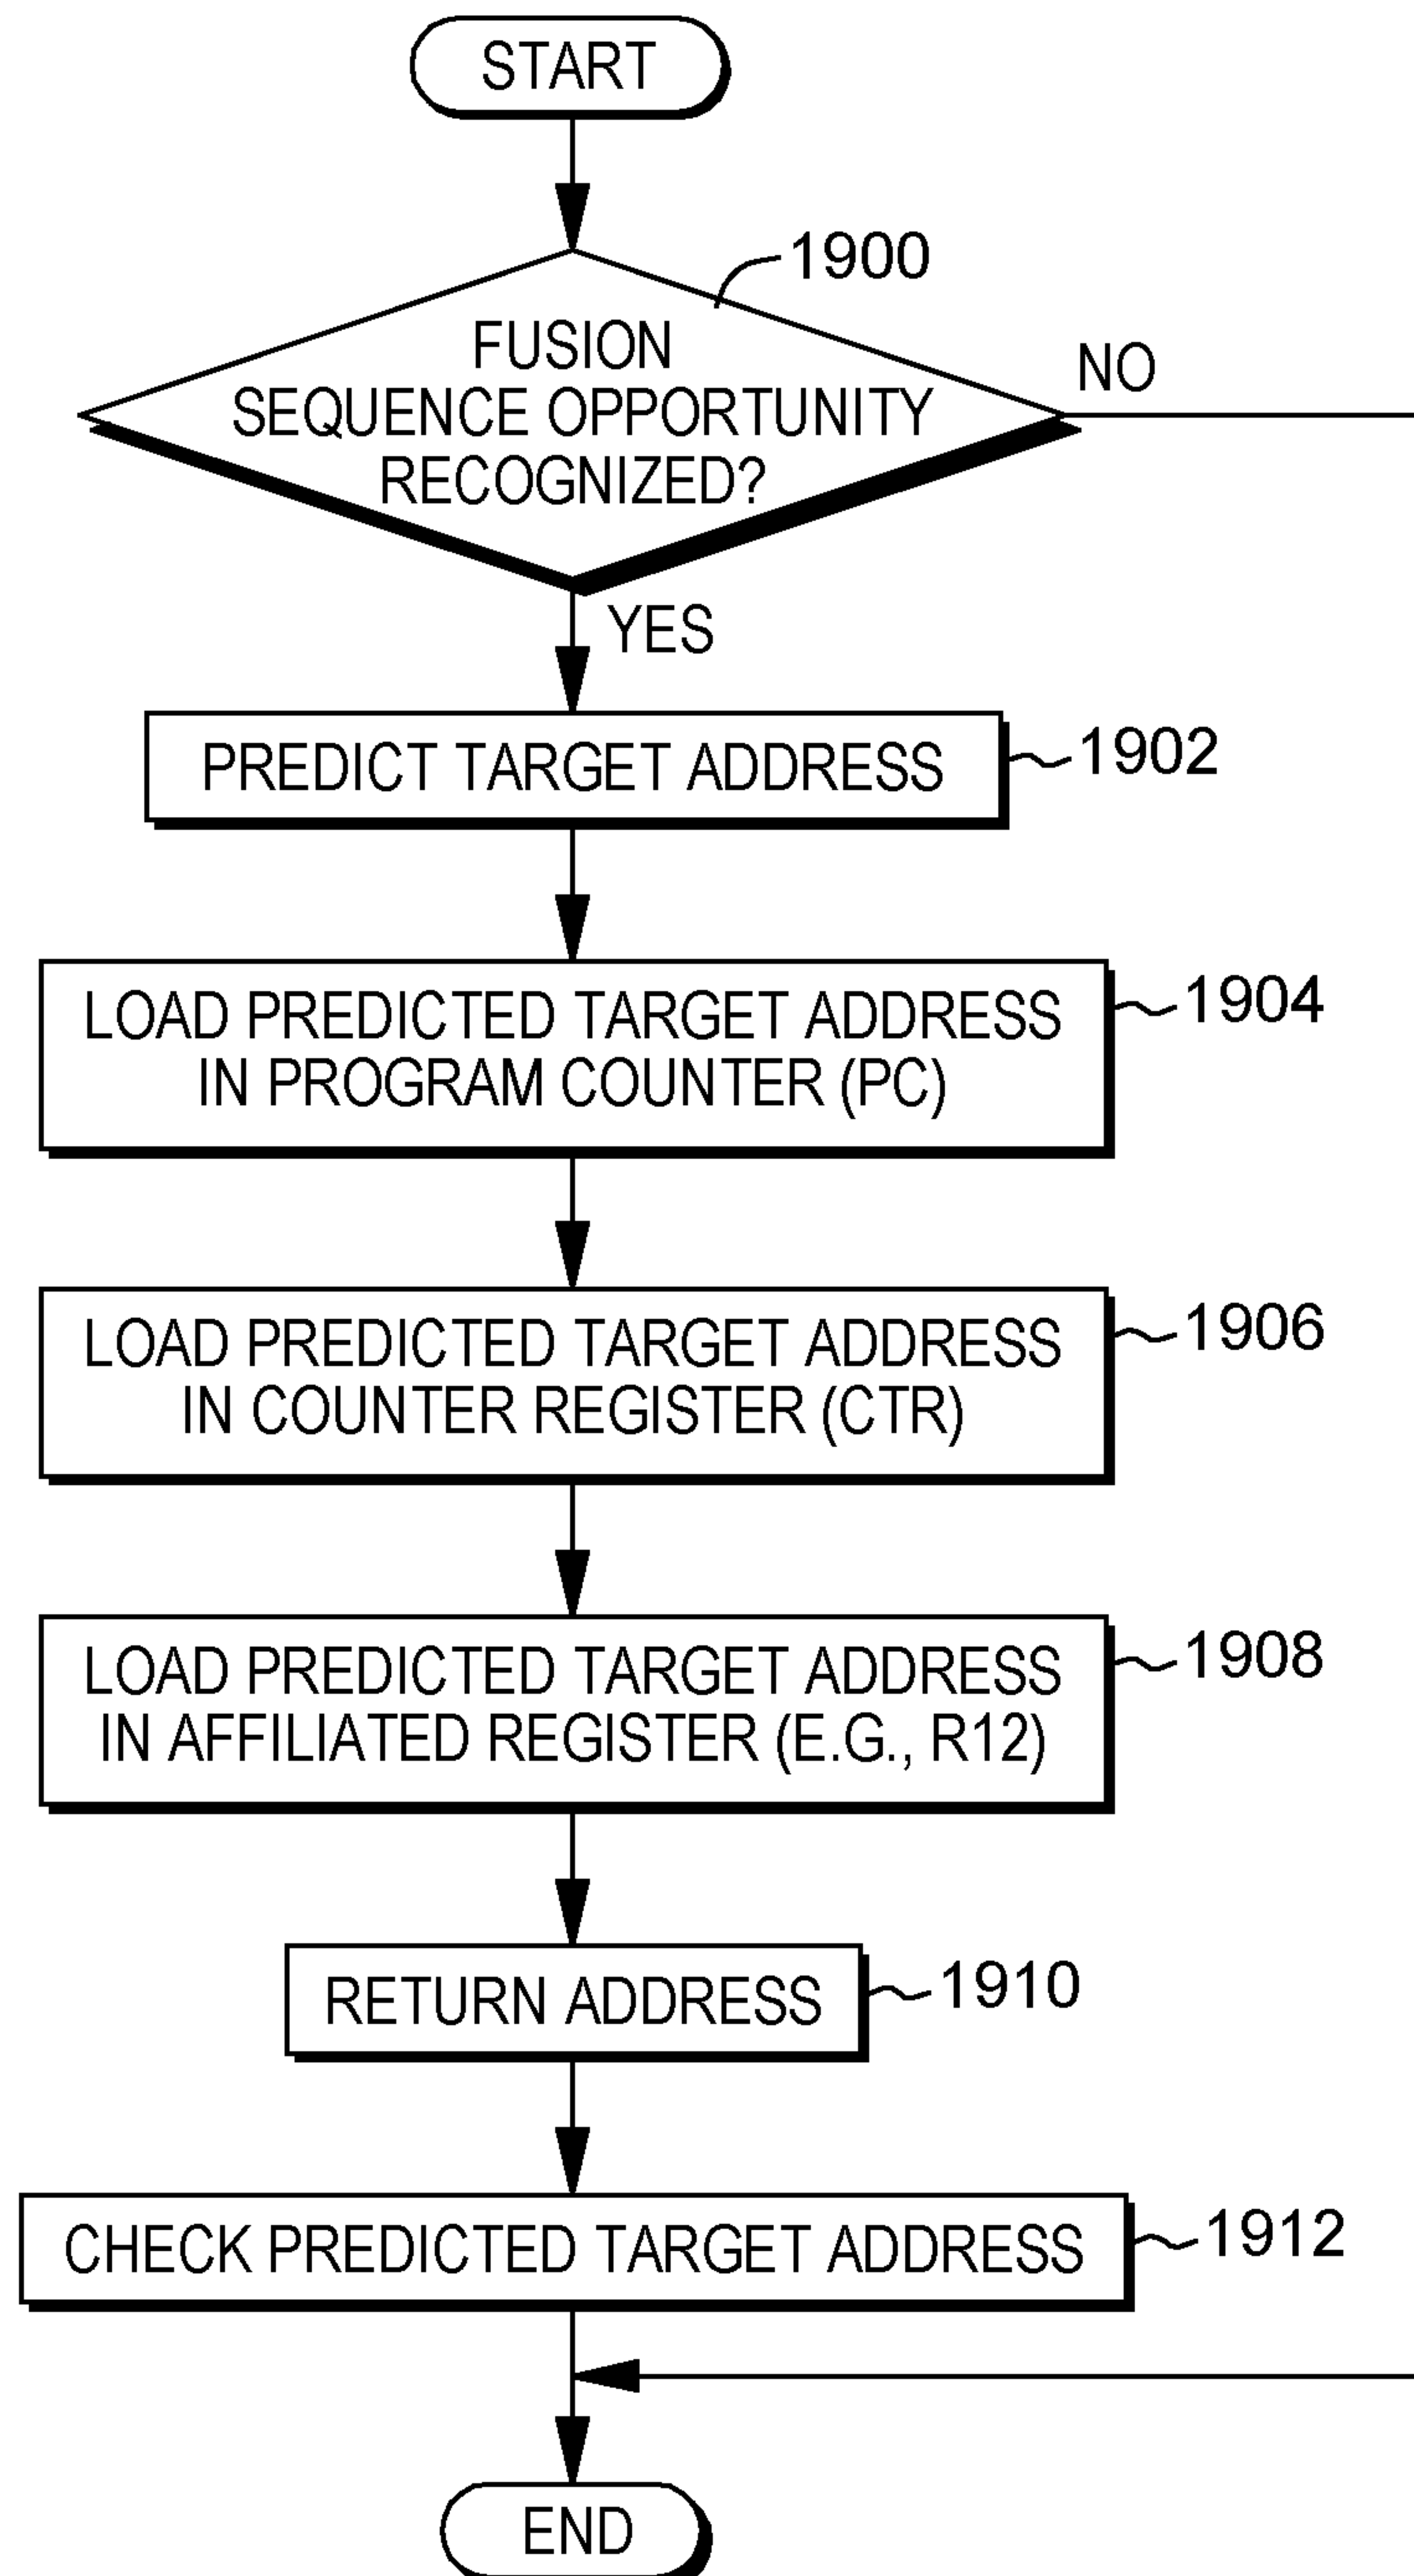 START
1900
FUSION
SEQUENCE OPPORTUNITY
RECOGNIZED?
NO
YES
PREDICT TARGET ADDRESS
1902
LOAD PREDICTED TARGET ADDRESS
IN PROGRAM COUNTER (PC)
1904
LOAD PREDICTED TARGET ADDRESS
IN COUNTER REGISTER (CTR)
1906
LOAD PREDICTED TARGET ADDRESS
IN AFFILIATED REGISTER (E.G., R12)
1908
RETURN ADDRESS
1910
CHECK PREDICTED TARGET ADDRESS
1912
END